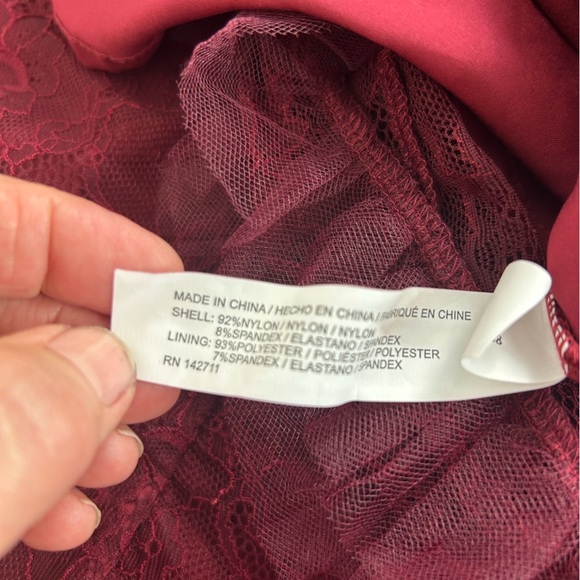 MADE IN CHINA / HECHO EN CHINA / FABRIQUÉ EN CHINE
SHELL: 92%NYLON / NYLON / NYLON
8%SPANDEX / ELASTANO / SPANDEX
LINING: 93%POLYESTER / POLIÉSTER / POLYESTER
7%SPANDEX / ELASTANO / SPANDEX
RN 142711